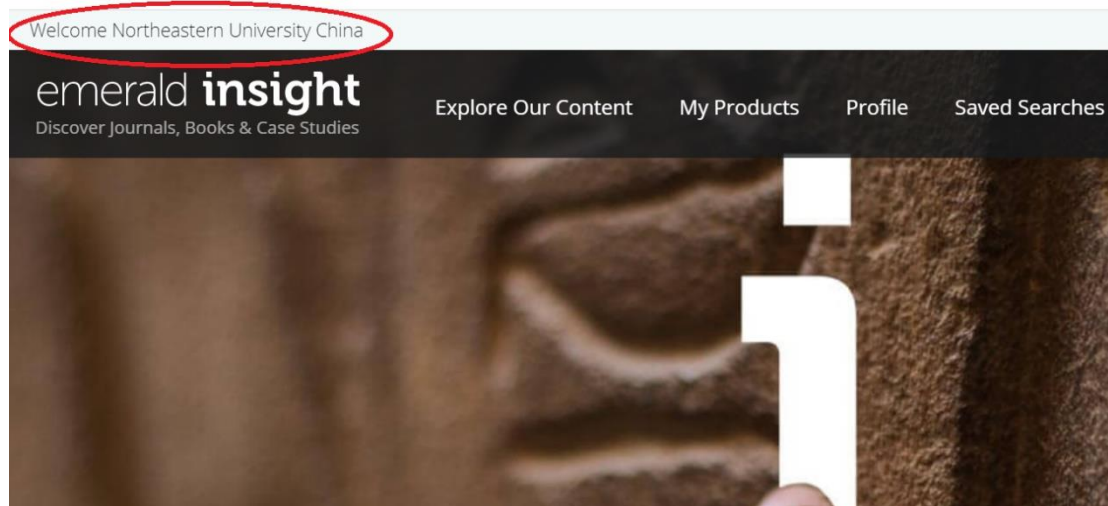 Welcome Northeastern University China
emerald insight
Discover Journals, Books & Case Studies
Explore Our Content My Products Profile Saved Searches
i